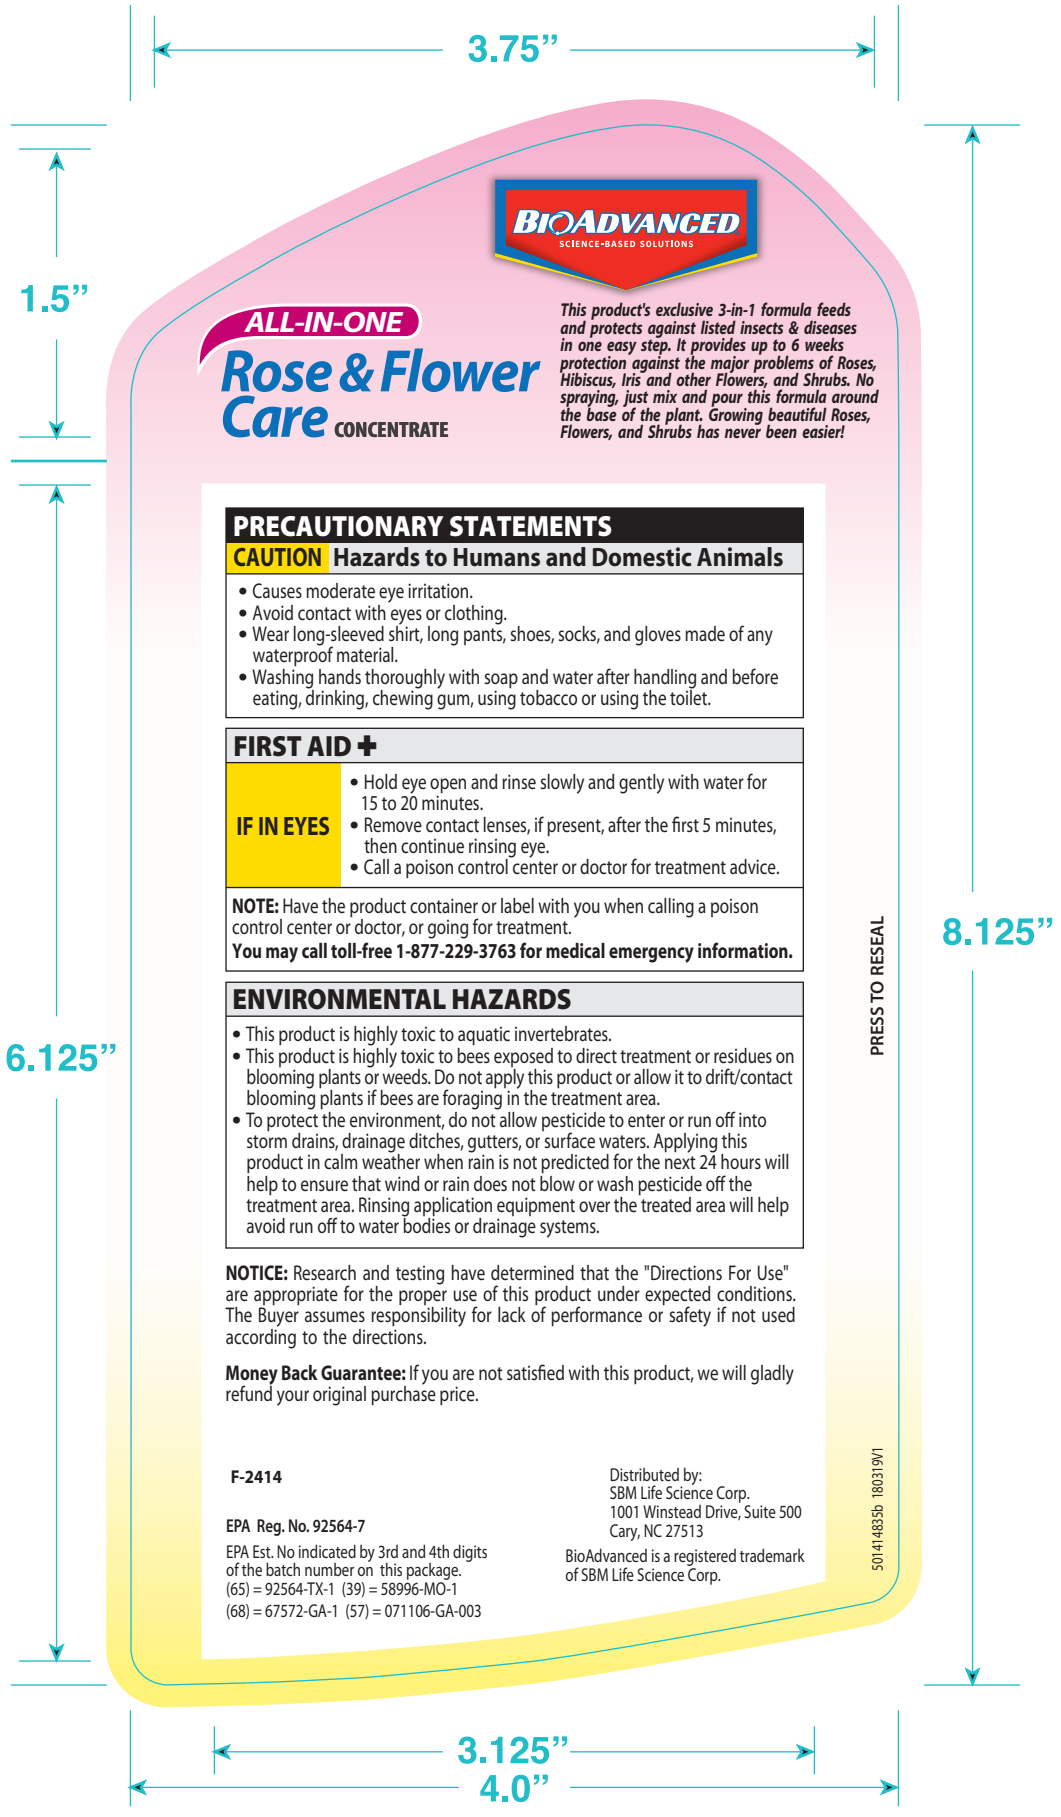 3.75”
1.5”
BIOADVANCED
SCIENCE-BASED SOLUTIONS
ALL-IN-ONE
Rose & Flower
Care CONCENTRATE
This product's exclusive 3-in-1 formula feeds
and protects against listed insects & diseases
in one easy step. It provides up to 6 weeks
protection against the major problems of Roses,
Hibiscus, Iris and other Flowers, and Shrubs. No
spraying, just mix and pour this formula around
the base of the plant. Growing beautiful Roses,
Flowers, and Shrubs has never been easier!
PRECAUTIONARY STATEMENTS
CAUTION Hazards to Humans and Domestic Animals
• Causes moderate eye irritation.
• Avoid contact with eyes or clothing.
• Wear long-sleeved shirt, long pants, shoes, socks, and gloves made of any
waterproof material.
• Washing hands thoroughly with soap and water after handling and before
eating, drinking, chewing gum, using tobacco or using the toilet.
FIRST AID ✚
IF IN EYES
• Hold eye open and rinse slowly and gently with water for
15 to 20 minutes.
• Remove contact lenses, if present, after the first 5 minutes,
then continue rinsing eye.
• Call a poison control center or doctor for treatment advice.
NOTE: Have the product container or label with you when calling a poison
control center or doctor, or going for treatment.
You may call toll-free 1-877-229-3763 for medical emergency information.
ENVIRONMENTAL HAZARDS
• This product is highly toxic to aquatic invertebrates.
• This product is highly toxic to bees exposed to direct treatment or residues on
blooming plants or weeds. Do not apply this product or allow it to drift/contact
blooming plants if bees are foraging in the treatment area.
• To protect the environment, do not allow pesticide to enter or run off into
storm drains, drainage ditches, gutters, or surface waters. Applying this
product in calm weather when rain is not predicted for the next 24 hours will
help to ensure that wind or rain does not blow or wash pesticide off the
treatment area. Rinsing application equipment over the treated area will help
avoid run off to water bodies or drainage systems.
NOTICE: Research and testing have determined that the "Directions For Use"
are appropriate for the proper use of this product under expected conditions.
The Buyer assumes responsibility for lack of performance or safety if not used
according to the directions.
Money Back Guarantee: If you are not satisfied with this product, we will gladly
refund your original purchase price.
F-2414
EPA Reg. No. 92564-7
EPA Est. No indicated by 3rd and 4th digits
of the batch number on this package.
(65) = 92564-TX-1 (39) = 58996-MO-1
(68) = 67572-GA-1 (57) = 071106-GA-003
Distributed by:
SBM Life Science Corp.
1001 Winstead Drive, Suite 500
Cary, NC 27513
BioAdvanced is a registered trademark
of SBM Life Science Corp.
PRESS TO RESEAL
501414835b 180319V1
6.125”
8.125”
3.125”
4.0”